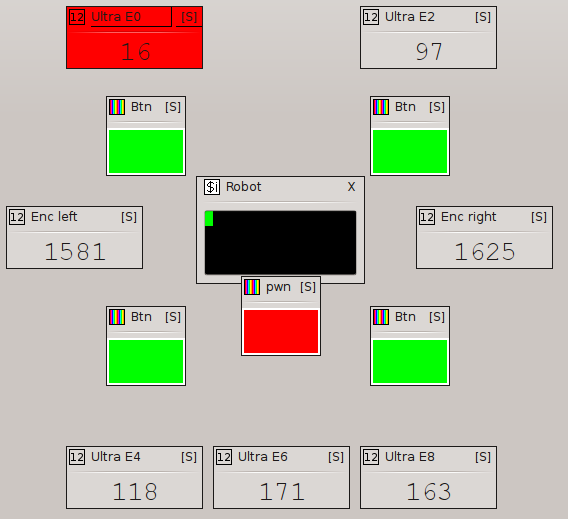 12 Ultra E0 [S]
16
12 Ultra E2 [S]
97
Btn [S]
Btn [S]
$i Robot X
12 Enc left [S]
1581
12 Enc right [S]
1625
pwn [S]
Btn [S]
Btn [S]
12 Ultra E4 [S]
118
12 Ultra E6 [S]
171
12 Ultra E8 [S]
163